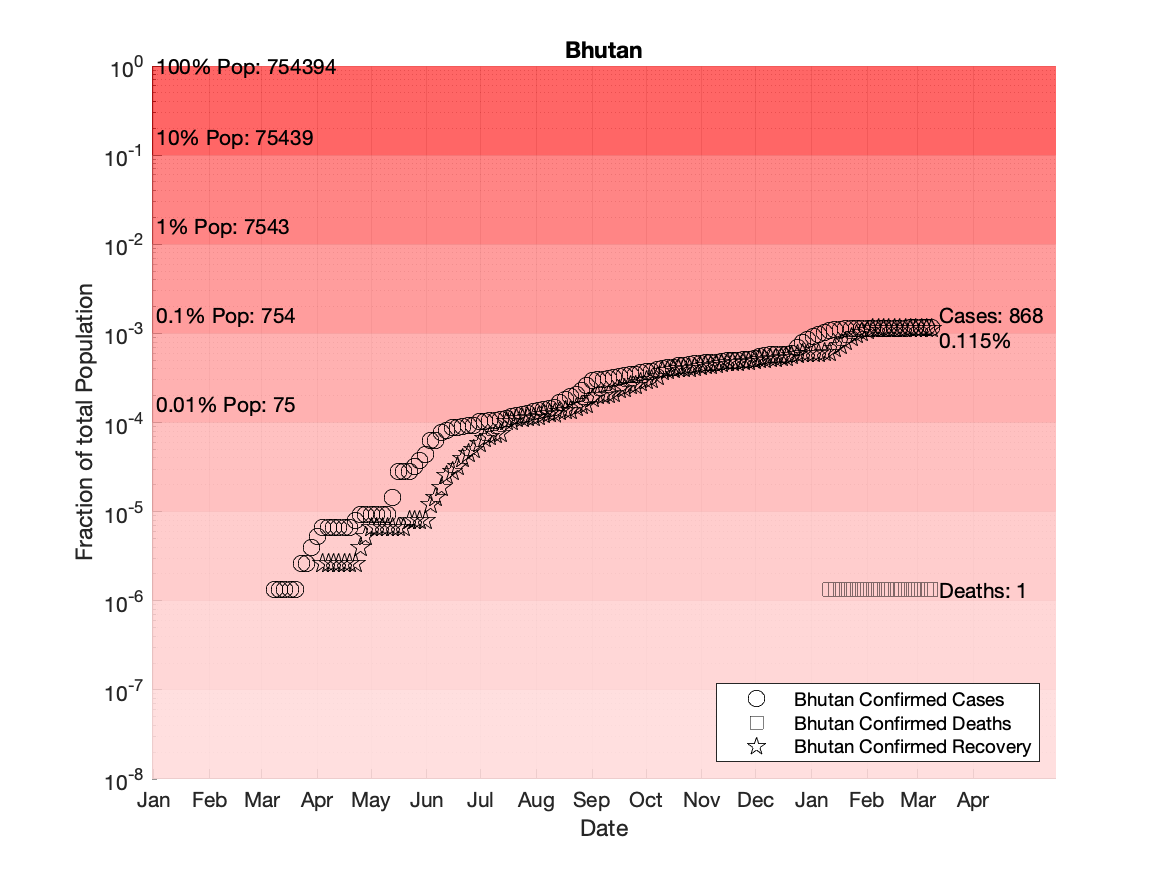 Bhutan
10⁰
100% Pop: 754394
10% Pop: 75439
10⁻¹
1% Pop: 7543
10⁻²
0.1% Pop: 754
Cases: 868
10⁻³
0.115%
0.01% Pop: 75
10⁻⁴
10⁻⁵
10⁻⁶
Deaths: 1
10⁻⁷
10⁻⁸
Fraction of total Population
Bhutan Confirmed Cases
Bhutan Confirmed Deaths
Bhutan Confirmed Recovery
Jan Feb Mar Apr May Jun Jul Aug Sep Oct Nov Dec Jan Feb Mar Apr
Date